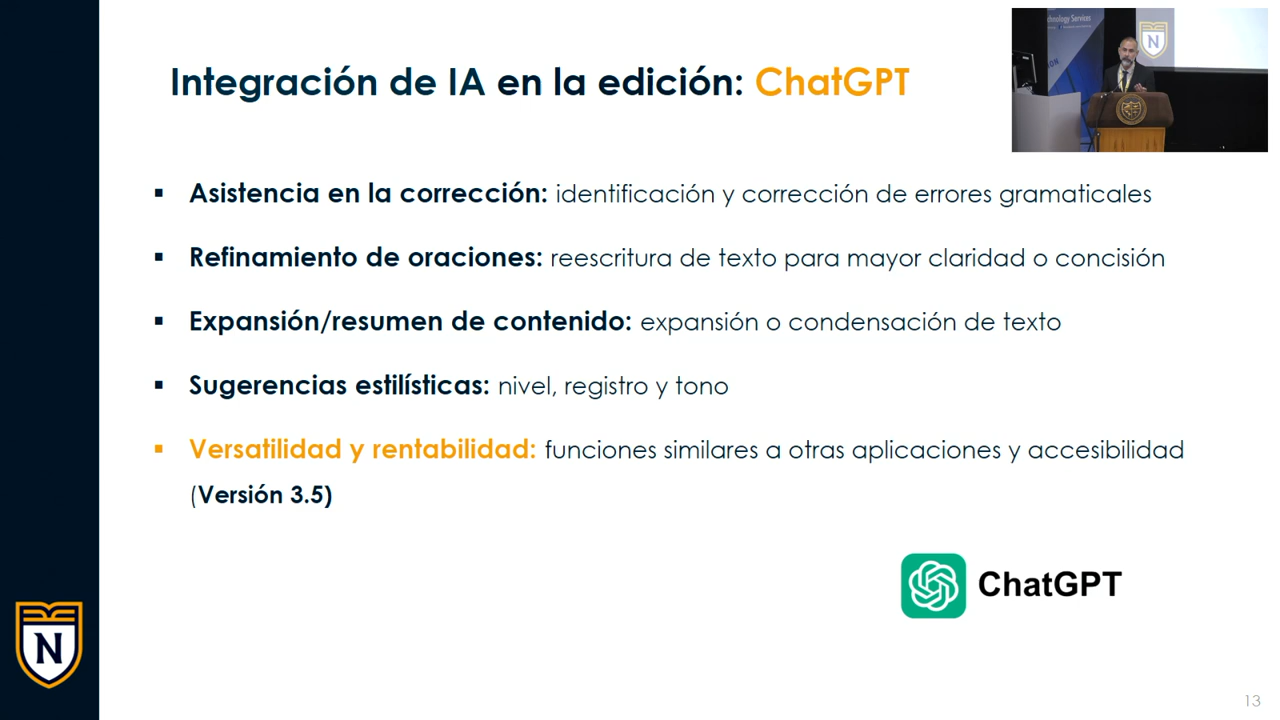 Integración de IA en la edición: ChatGPT
Technology Services
N
▪ Asistencia en la corrección: identificación y corrección de errores gramaticales
▪ Refinamiento de oraciones: reescritura de texto para mayor claridad o concisión
▪ Expansión/resumen de contenido: expansión o condensación de texto
▪ Sugerencias estilísticas: nivel, registro y tono
▪ Versatilidad y rentabilidad: funciones similares a otras aplicaciones y accesibilidad
(Versión 3.5)
ChatGPT
N
13